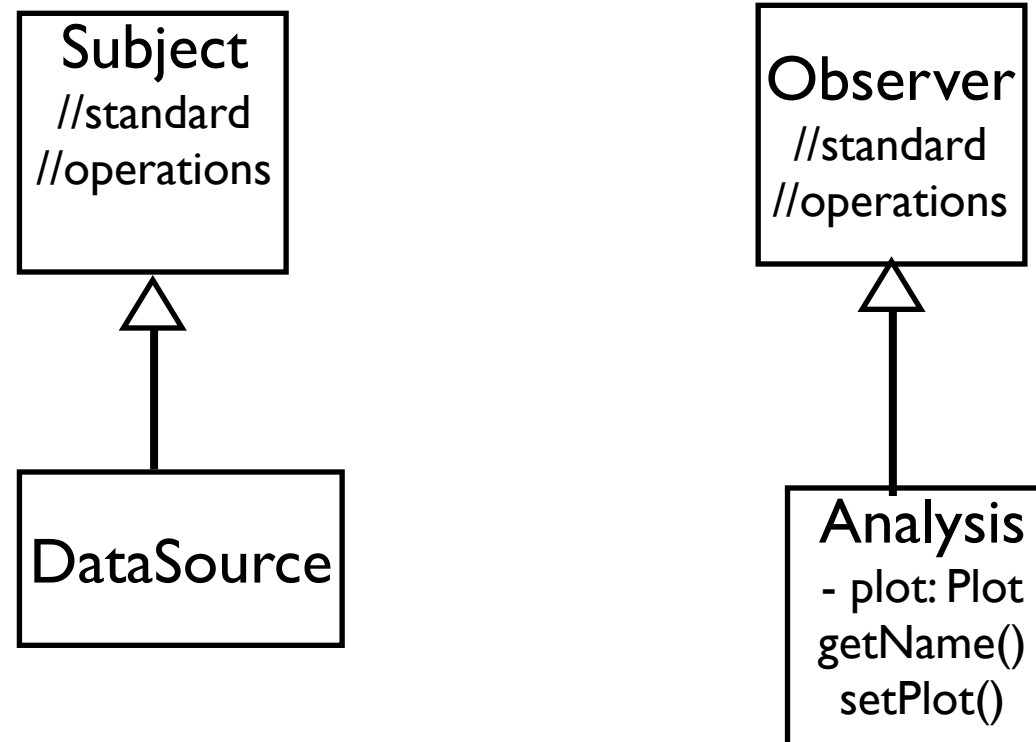 Subject
//standard
//operations
DataSource
Observer
//standard
//operations
Analysis
- plot: Plot
getName()
setPlot()